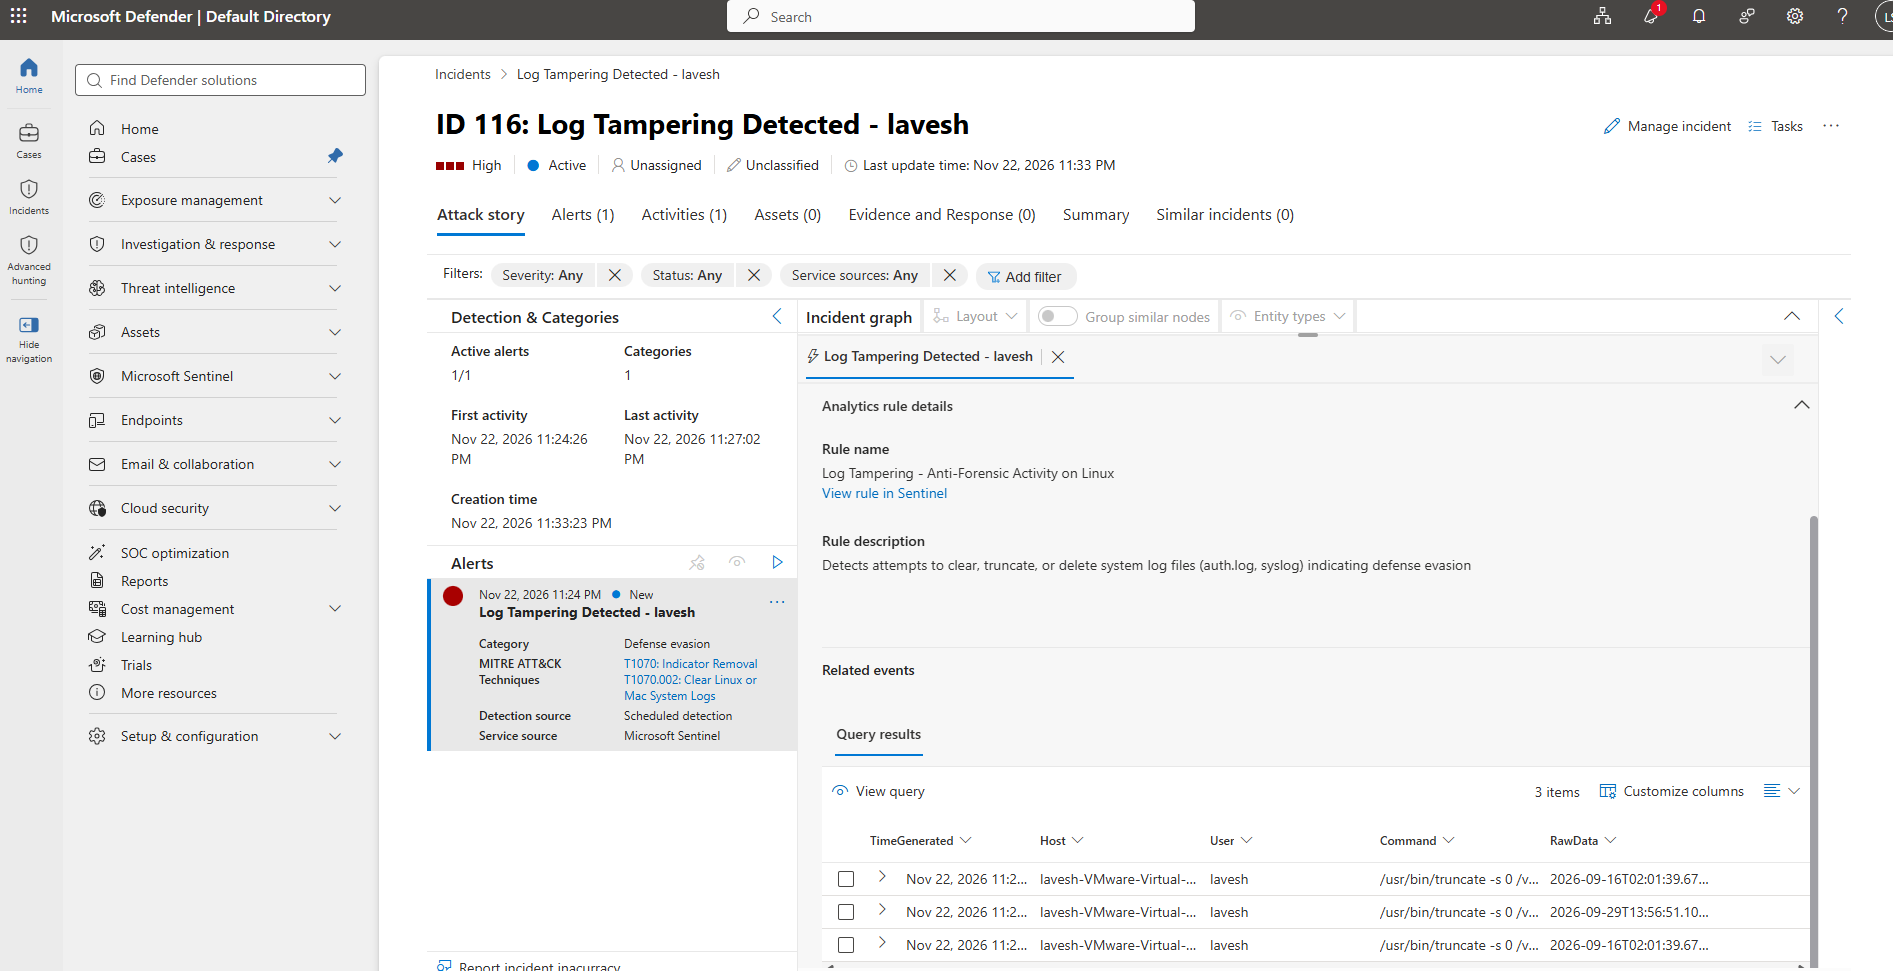 Microsoft Defender | Default Directory
Search
1
LS
Home
Cases
Incidents
Advanced
hunting
Hide
navigation
Find Defender solutions
Home
Cases
Exposure management
Investigation & response
Threat intelligence
Assets
Microsoft Sentinel
Endpoints
Email & collaboration
Cloud security
SOC optimization
Reports
Cost management
Learning hub
Trials
More resources
Setup & configuration
Incidents > Log Tampering Detected - lavesh
ID 116: Log Tampering Detected - lavesh
Manage incident
Tasks
High
Active
Unassigned
Unclassified
Last update time: Nov 22, 2026 11:33 PM
Attack story
Alerts (1)
Activities (1)
Assets (0)
Evidence and Response (0)
Summary
Similar incidents (0)
Filters:
Severity: Any
Status: Any
Service sources: Any
Add filter
Detection & Categories
Active alerts
Categories
1/1
1
First activity
Last activity
Nov 22, 2026 11:24:26
PM
Nov 22, 2026 11:27:02
PM
Creation time
Nov 22, 2026 11:33:23 PM
Alerts
Nov 22, 2026 11:24 PM
New
Log Tampering Detected - lavesh
Category
Defense evasion
MITRE ATT&CK
Techniques
T1070: Indicator Removal
T1070.002: Clear Linux or
Mac System Logs
Detection source
Scheduled detection
Service source
Microsoft Sentinel
Report incident inacurracy
Incident graph
Layout
Group similar nodes
Entity types
Log Tampering Detected - lavesh
Analytics rule details
Rule name
Log Tampering - Anti-Forensic Activity on Linux
View rule in Sentinel
Rule description
Detects attempts to clear, truncate, or delete system log files (auth.log, syslog) indicating defense evasion
Related events
Query results
View query
3 items
Customize columns
TimeGenerated
Host
User
Command
RawData
Nov 22, 2026 11:2... lavesh-VMware-Virtual-... lavesh /usr/bin/truncate -s 0 /v... 2026-09-16T02:01:39.67...
Nov 22, 2026 11:2... lavesh-VMware-Virtual-... lavesh /usr/bin/truncate -s 0 /v... 2026-09-29T13:56:51.10...
Nov 22, 2026 11:2... lavesh-VMware-Virtual-... lavesh /usr/bin/truncate -s 0 /v... 2026-09-16T02:01:39.67...